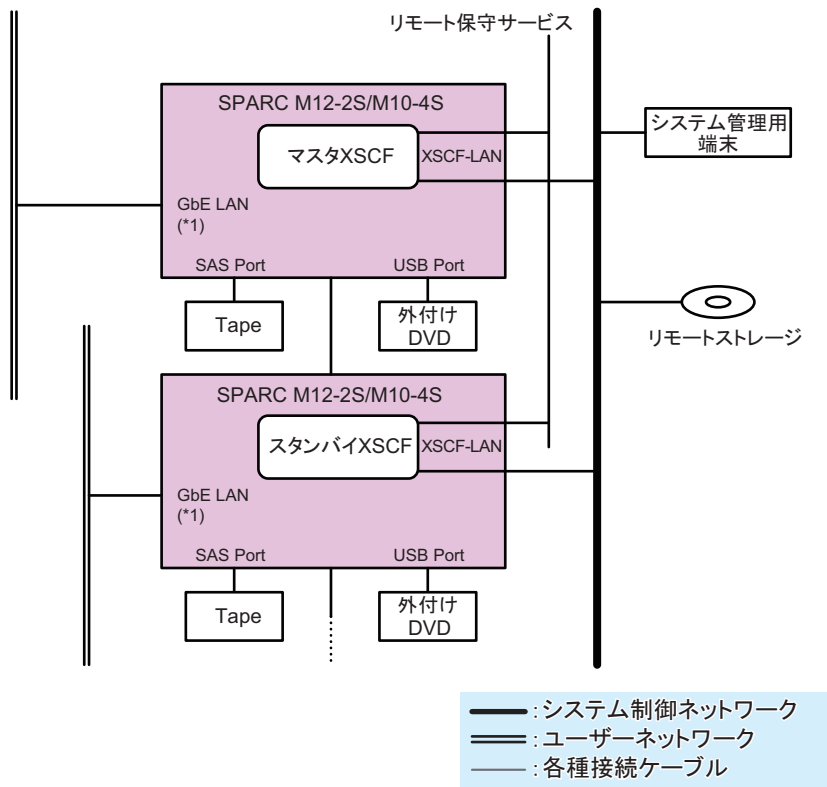 リモート保守サービス
SPARC M12-2S/M10-4S
マスタXSCF
XSCF-LAN
システム管理用
端末
GbE LAN
(*1)
SAS Port
USB Port
Tape
外付け
DVD
リモートストレージ
SPARC M12-2S/M10-4S
スタンバイXSCF
XSCF-LAN
GbE LAN
(*1)
SAS Port
USB Port
Tape
外付け
DVD
:システム制御ネットワーク
:ユーザーネットワーク
:各種接続ケーブル